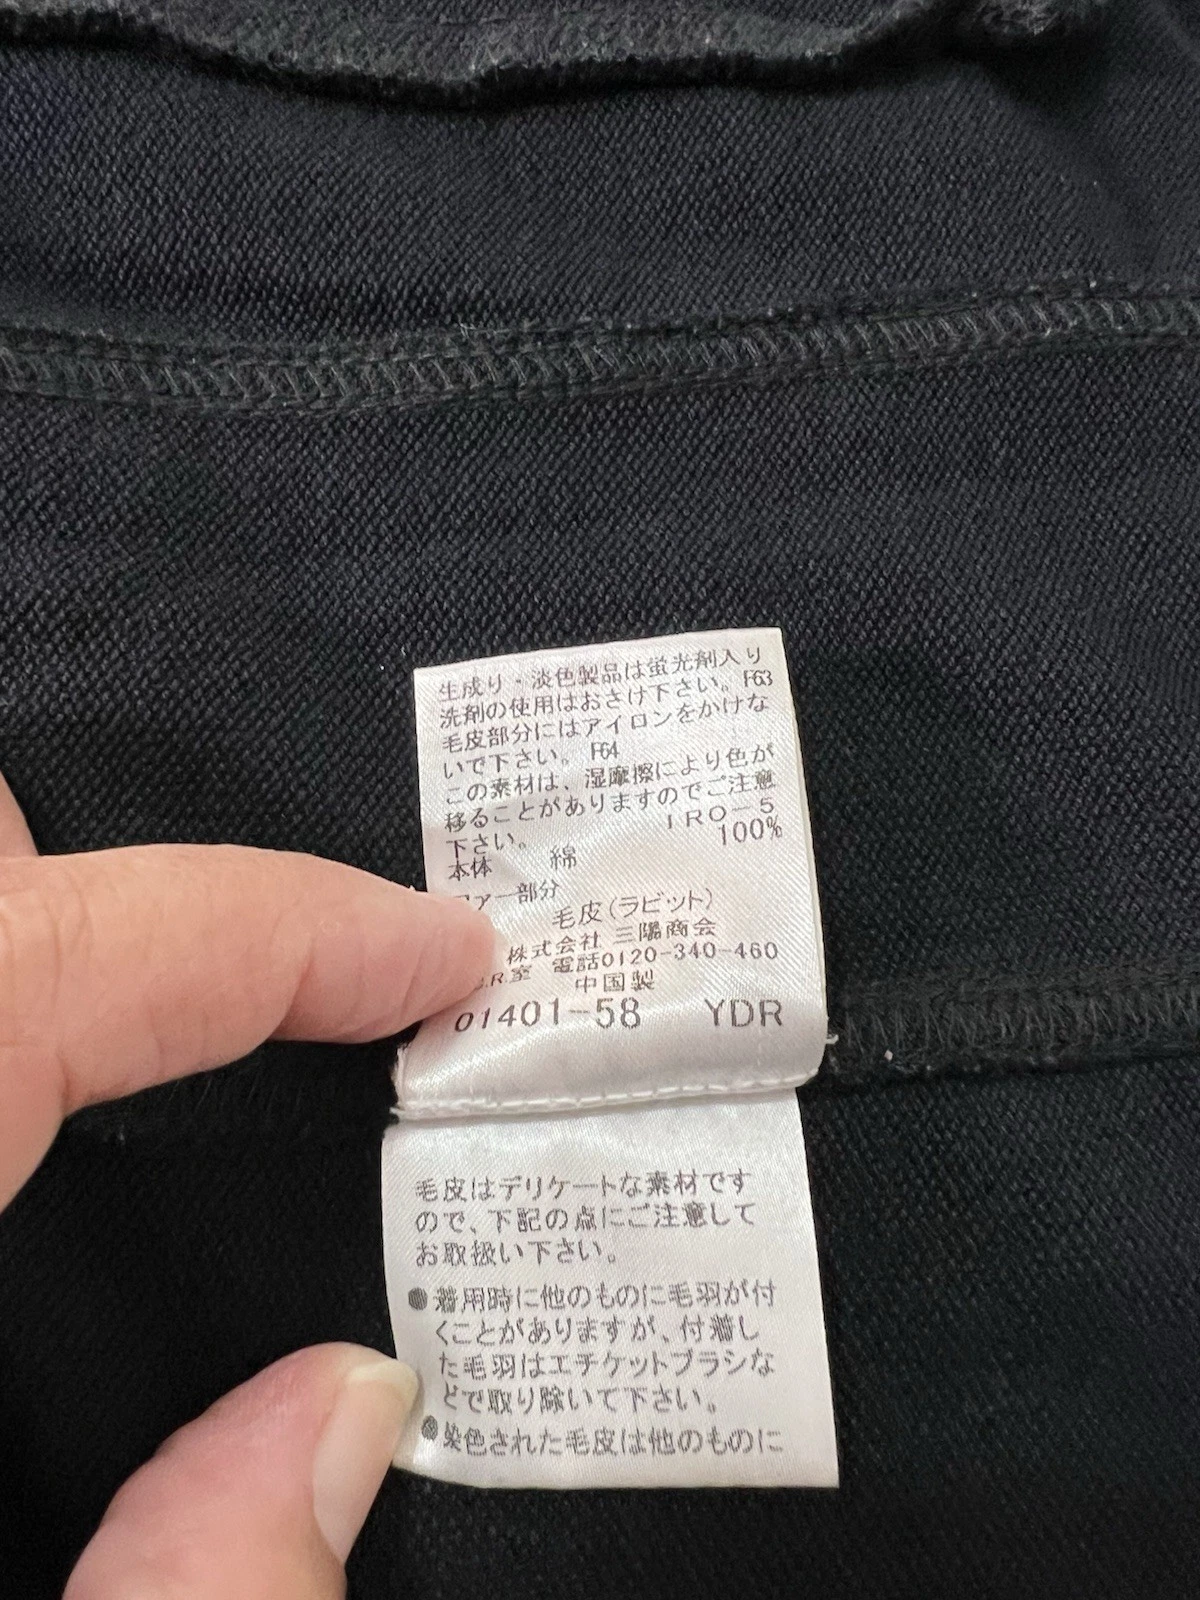 生成り・淡色製品は蛍光剤入り
洗剤の使用はおさけ下さい。F63
毛皮部分にはアイロンをかけな
いで下さい。F64
この素材は、湿摩擦により色が
移ることがありますのでご注意
下さい。 IRO-5
本体 綿 100%
ファー部分
毛皮(ラビット)
株式会社 三陽商会
.R.室 電話0120-340-460
中国製
01401-58 YDR
毛皮はデリケートな素材です
ので、下記の点にご注意して
お取扱い下さい。
●着用時に他のものに毛羽が付
くことがありますが、付着し
た毛羽はエチケットブラシな
どで取り除いて下さい。
●染色された毛皮は他のものに